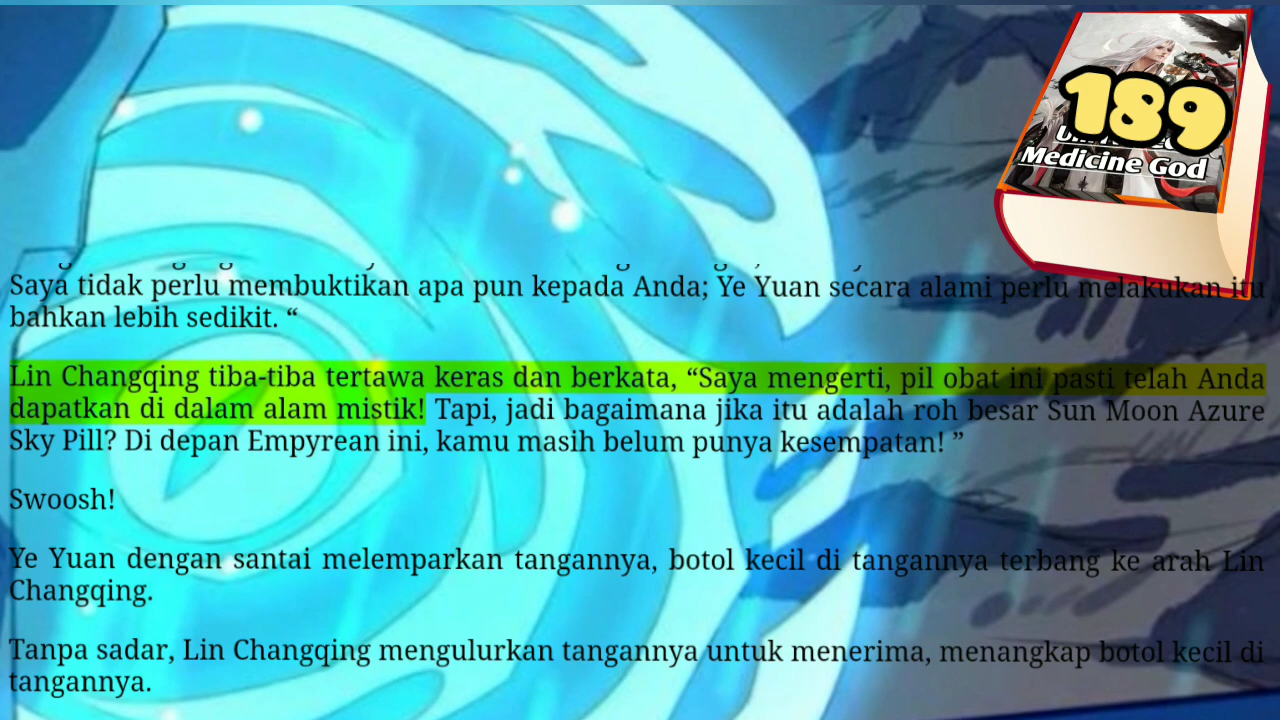 189
Medicine God
Saya tidak perlu membuktikan apa pun kepada Anda; Ye Yuan secara alami perlu melakukan itu
bahkan lebih sedikit. “
Lin Changqing tiba-tiba tertawa keras dan berkata, “Saya mengerti, pil obat ini pasti telah Anda
dapatkan di dalam alam mistik! Tapi, jadi bagaimana jika itu adalah roh besar Sun Moon Azure
Sky Pill? Di depan Empyrean ini, kamu masih belum punya kesempatan! ”
Swoosh!
Ye Yuan dengan santai melemparkan tangannya, botol kecil di tangannya terbang ke arah Lin
Changqing.
Tanpa sadar, Lin Changqing mengulurkan tangannya untuk menerima, menangkap botol kecil di
tangannya.